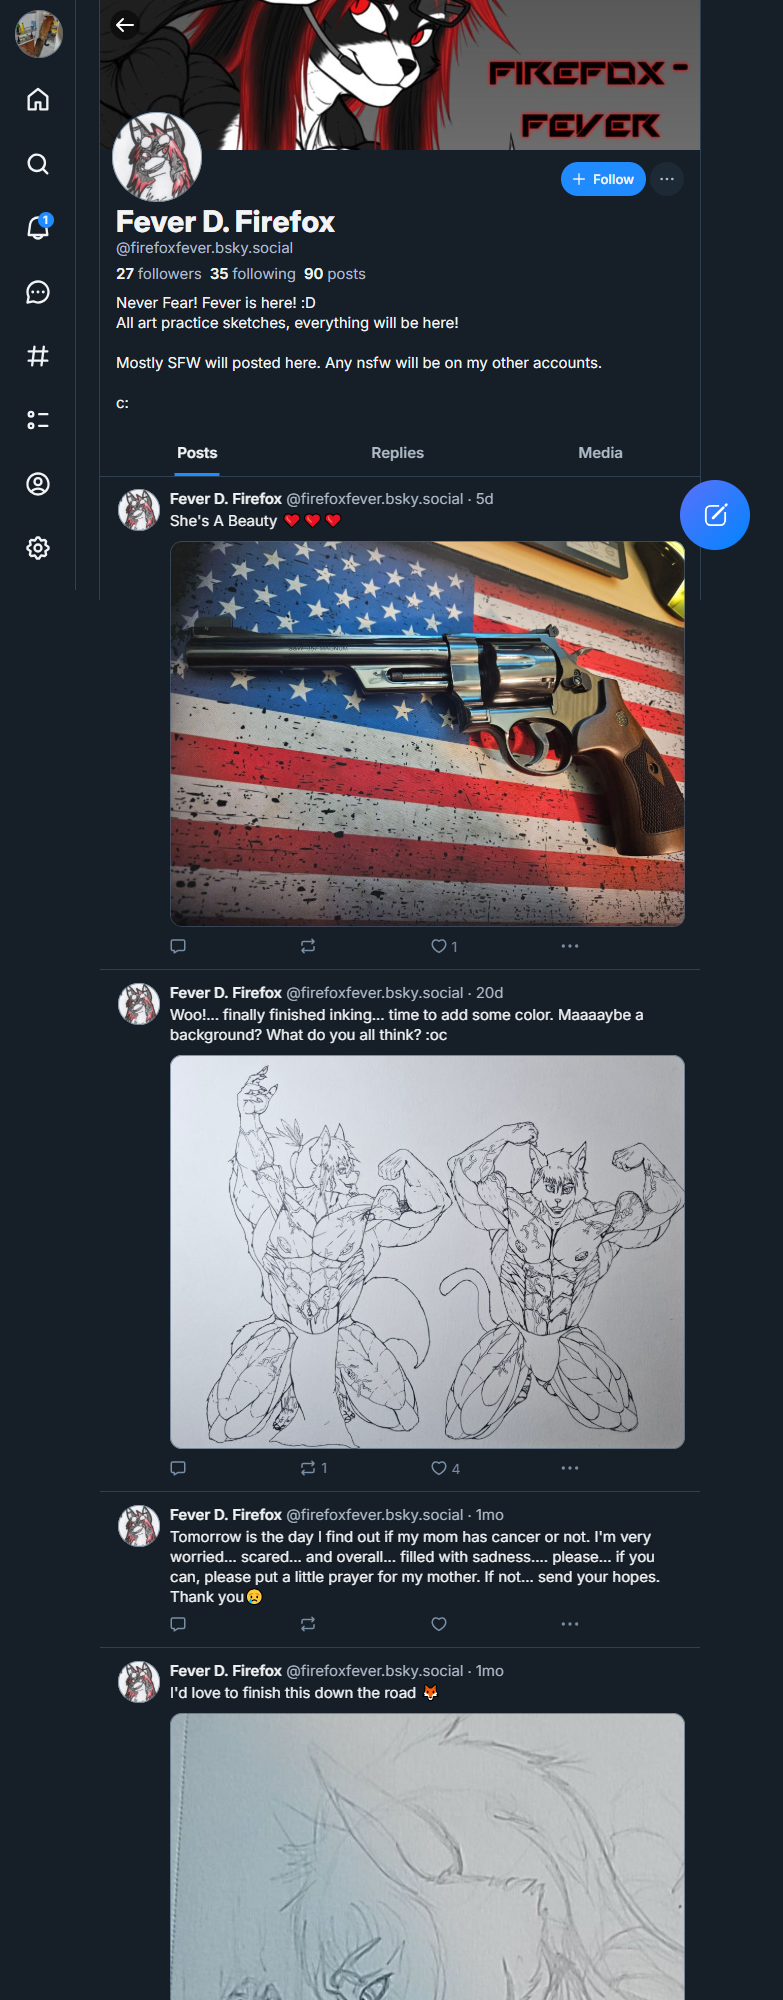 FIREFOX-
FEVER
Follow
Fever D. Firefox
@firefoxfever.bsky.social
27 followers 35 following 90 posts
Never Fear! Fever is here! :D
All art practice sketches, everything will be here!
Mostly SFW will posted here. Any nsfw will be on my other accounts.
c:
1
Posts Replies Media
Fever D. Firefox @firefoxfever.bsky.social · 5d
She's A Beauty ❤️ ❤️ ❤️
1
Fever D. Firefox @firefoxfever.bsky.social · 20d
Woo!... finally finished inking... time to add some color. Maaaaybe a
background? What do you all think? :oc
1 4
Fever D. Firefox @firefoxfever.bsky.social · 1mo
Tomorrow is the day I find out if my mom has cancer or not. I'm very
worried... scared... and overall... filled with sadness.... please... if you
can, please put a little prayer for my mother. If not... send your hopes.
Thank you 😢
Fever D. Firefox @firefoxfever.bsky.social · 1mo
I'd love to finish this down the road 🦊